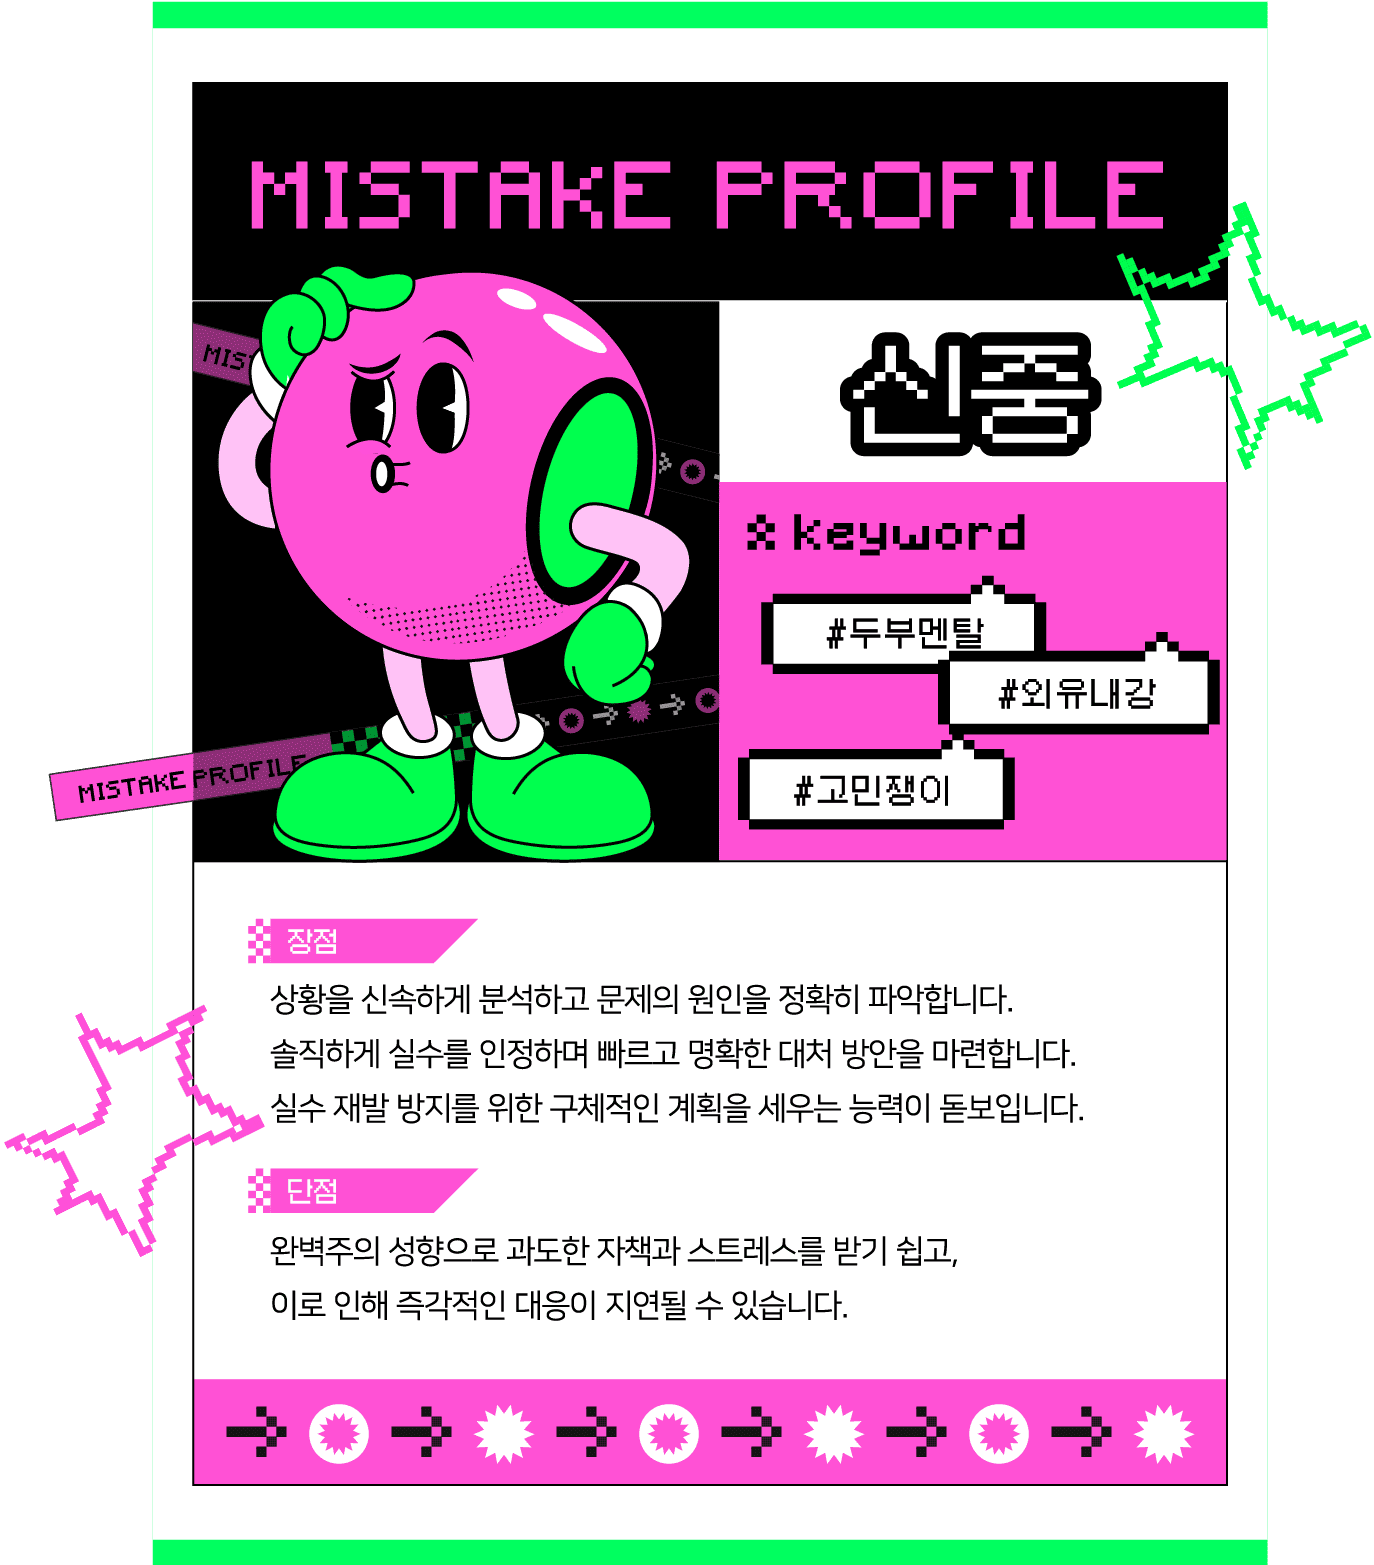 MISTAKE PROFILE
MIST
신중
keyword
#두부멘탈
#외유내강
#고민쟁이
MISTAKE PROFILE
장점
상황을 신속하게 분석하고 문제의 원인을 정확히 파악합니다.
솔직하게 실수를 인정하며 빠르고 명확한 대처 방안을 마련합니다.
실수 재발 방지를 위한 구체적인 계획을 세우는 능력이 돋보입니다.
단점
완벽주의 성향으로 과도한 자책과 스트레스를 받기 쉽고,
이로 인해 즉각적인 대응이 지연될 수 있습니다.